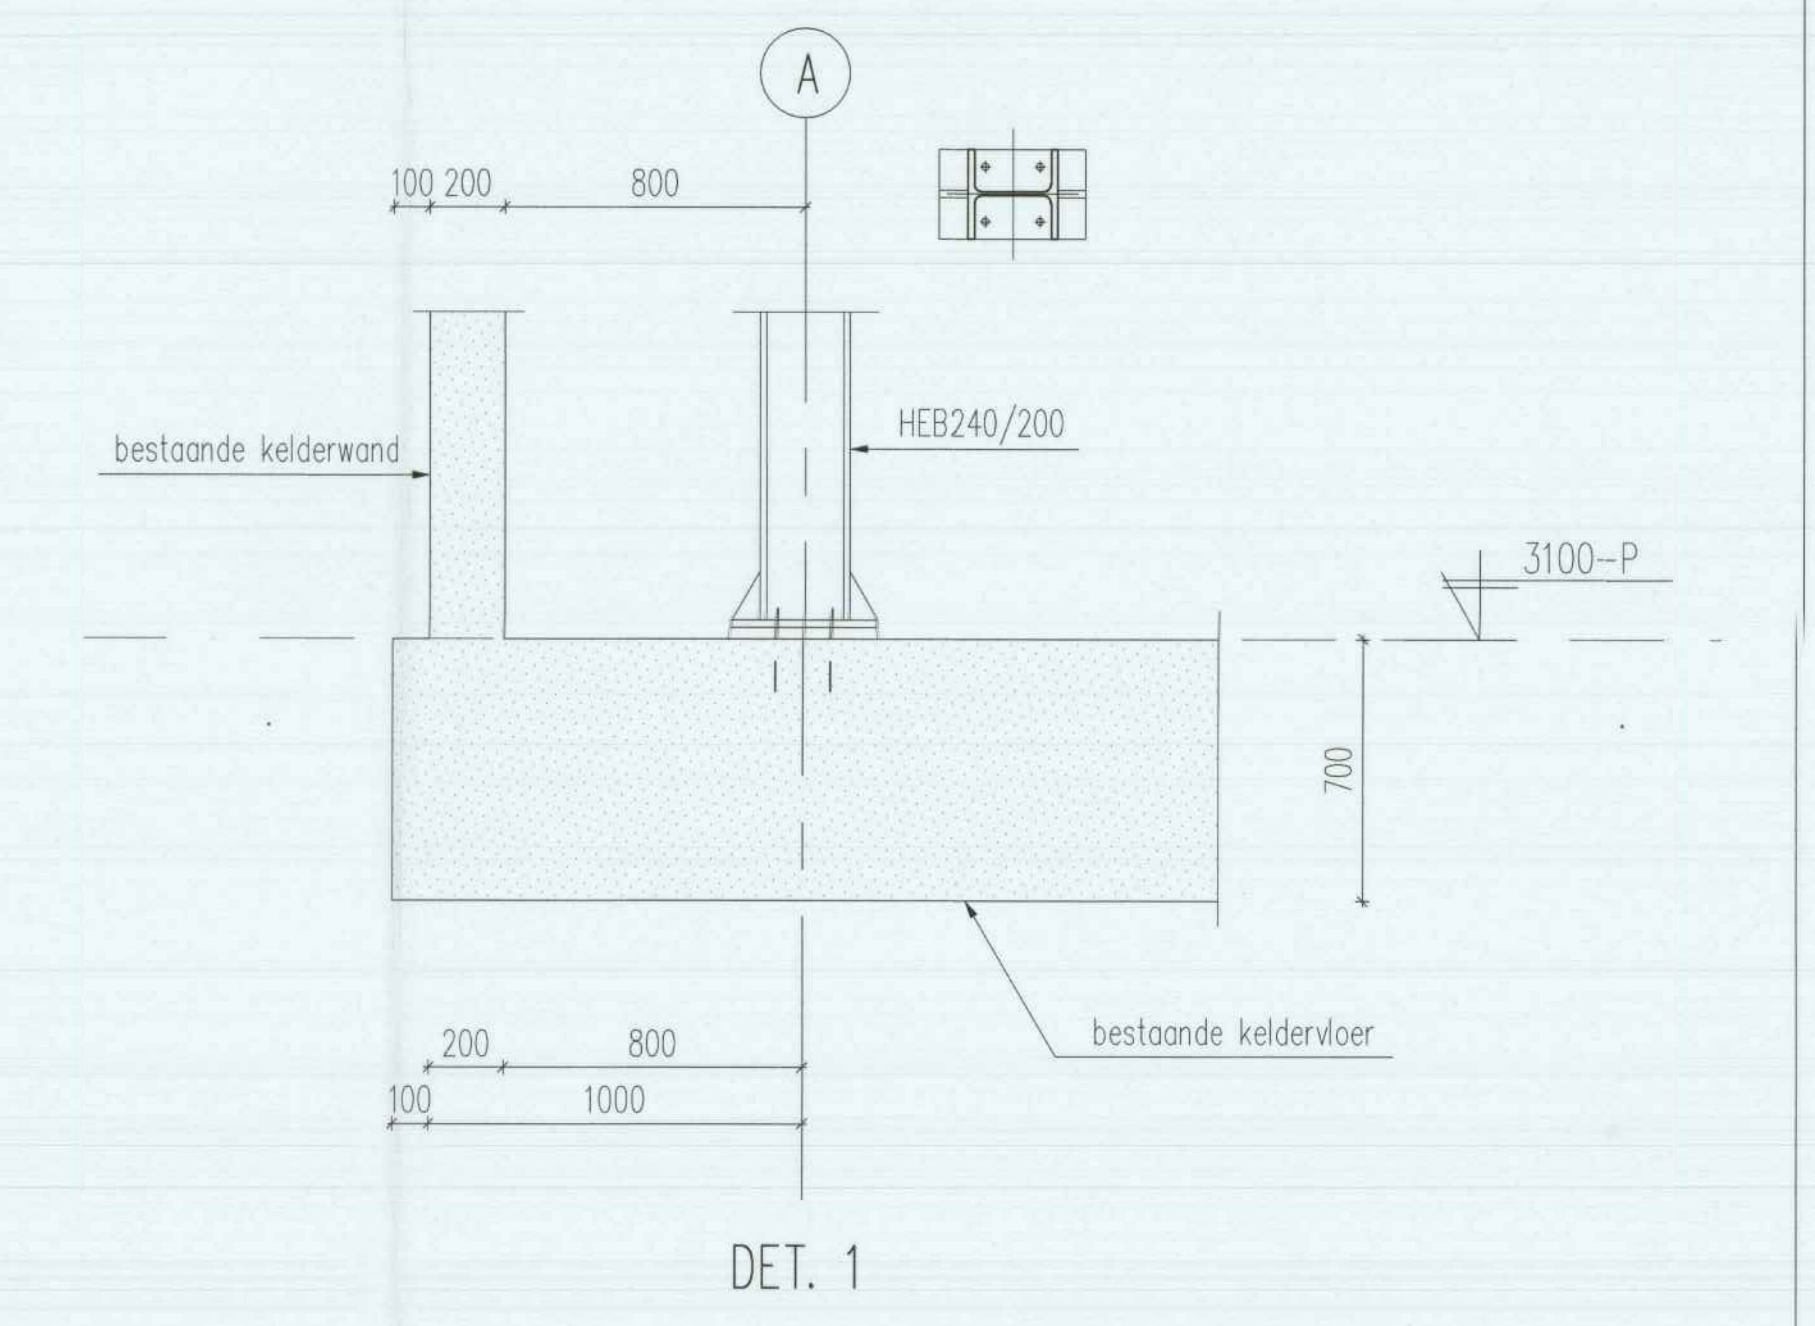 A
100 200 800
bestaande kelderwand
HEB240/200
3100-P
700
bestaande keldervloer
200 800
100 1000
DET. 1